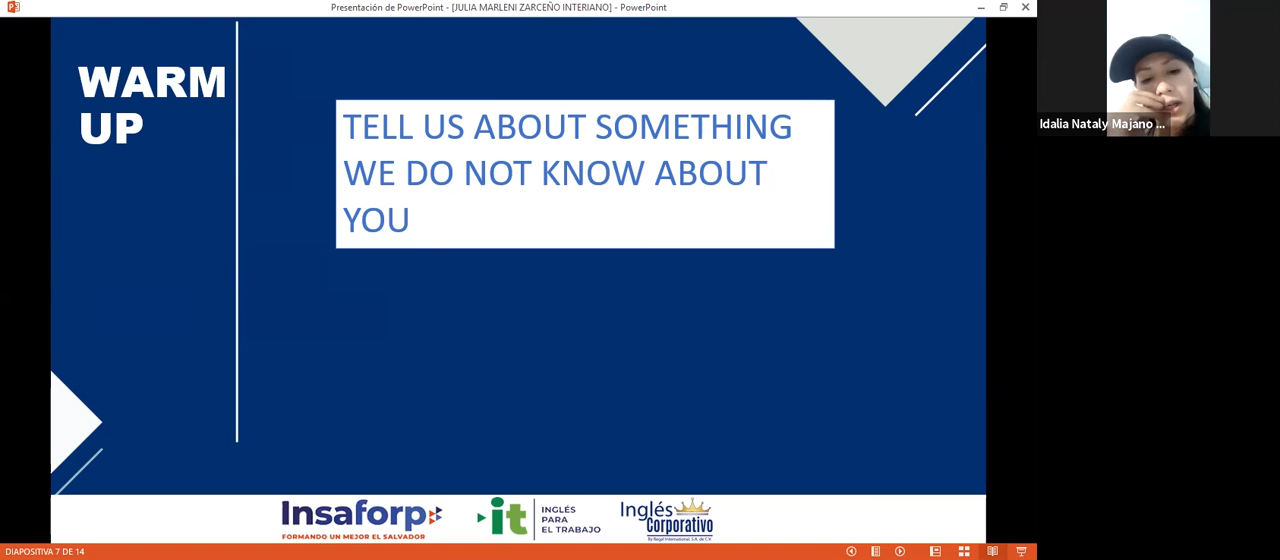 Presentación de PowerPoint - [JULIA MARLENI ZARCEÑO INTERIANO] - PowerPoint
WARM
UP
TELL US ABOUT SOMETHING
WE DO NOT KNOW ABOUT
YOU
Idalia Nataly Majano ...
Insaforp
FORMANDO UN MEJOR EL SALVADOR
it
INGLÉS
PARA
EL TRABAJO
Inglés
Corporativo
By Regal International, S.A. de C.V.
DIAPOSITIVA 7 DE 14